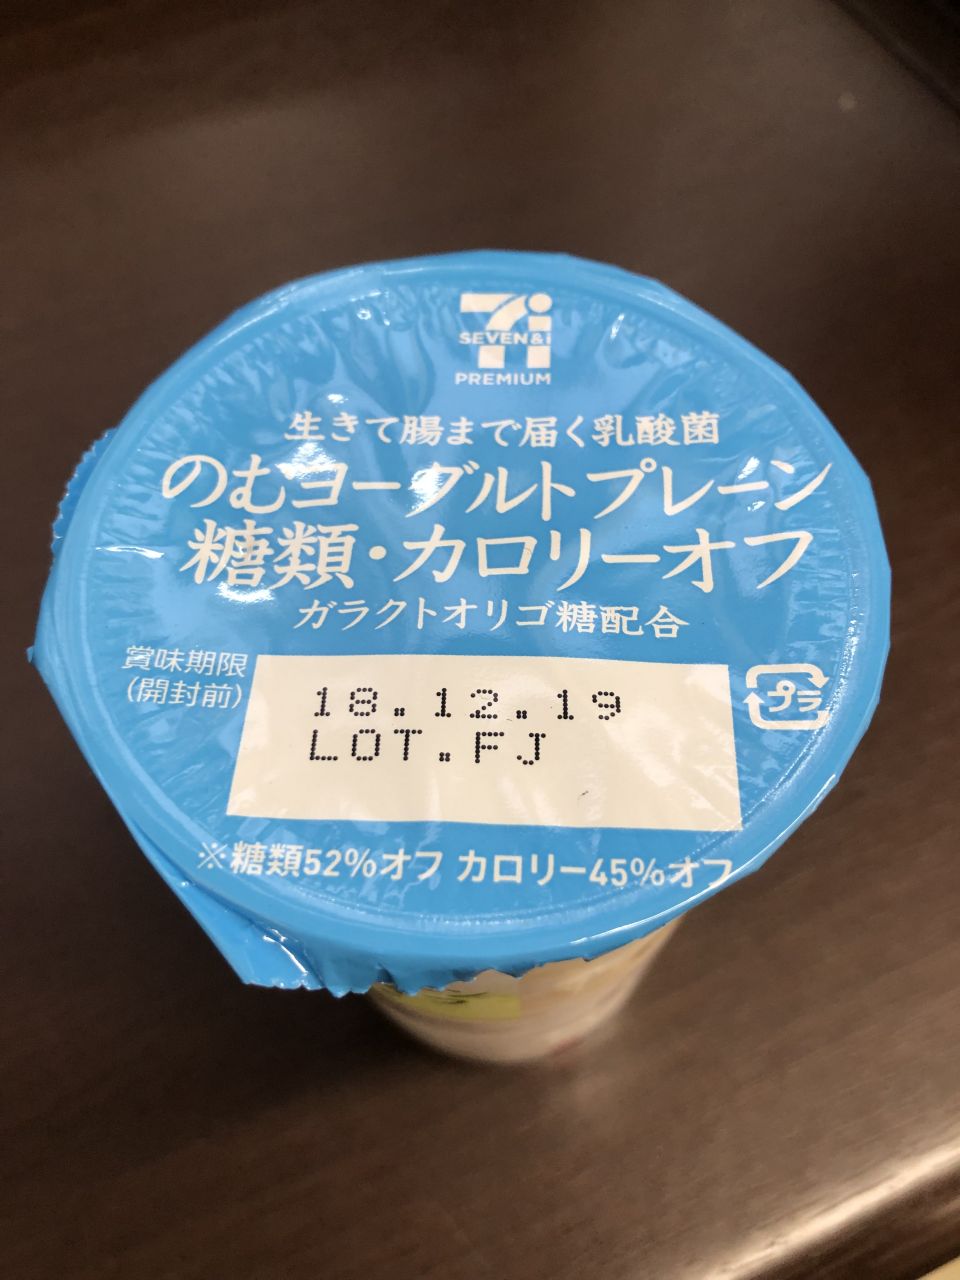 7i
SEVEN&i
PREMIUM
生きて腸まで届く乳酸菌
のむヨーグルトプレーン
糖類・カロリーオフ
ガラクトオリゴ糖配合
賞味期限
(開封前)
18.12.19
LOT.FJ
プラ
※糖類52%オフ カロリー45%オフ